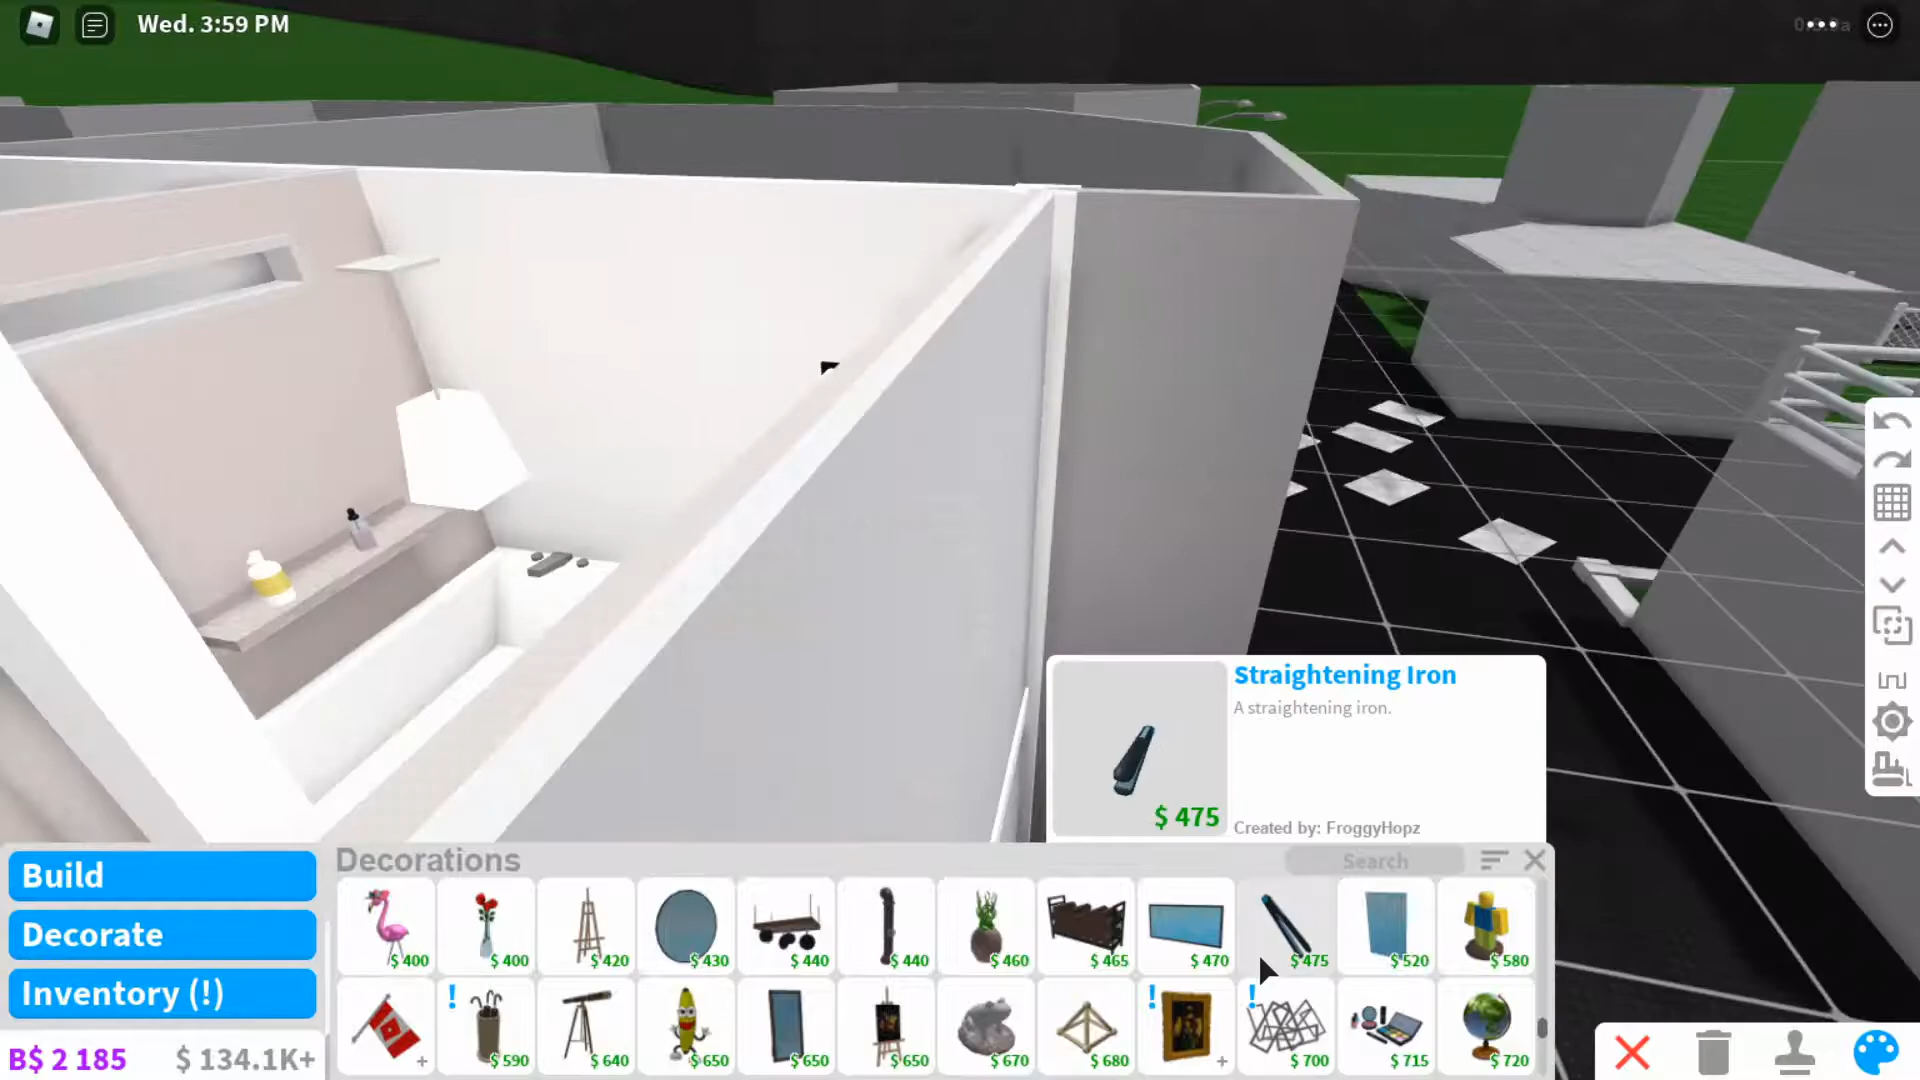 Wed. 3:59 PM
Straightening Iron
A straightening iron.
$ 475
Created by: FroggyHopz
Build
Decorate
Inventory (!)
B$ 2 185
$ 134.1K+
Decorations
Search
$ 400
$ 400
$ 420
$ 430
$ 440
$ 440
$ 460
$ 465
$ 470
$ 475
$ 520
$ 580
+
! $ 590
$ 640
$ 650
$ 650
$ 650
$ 670
$ 680
! +
! $ 700
$ 715
$ 720